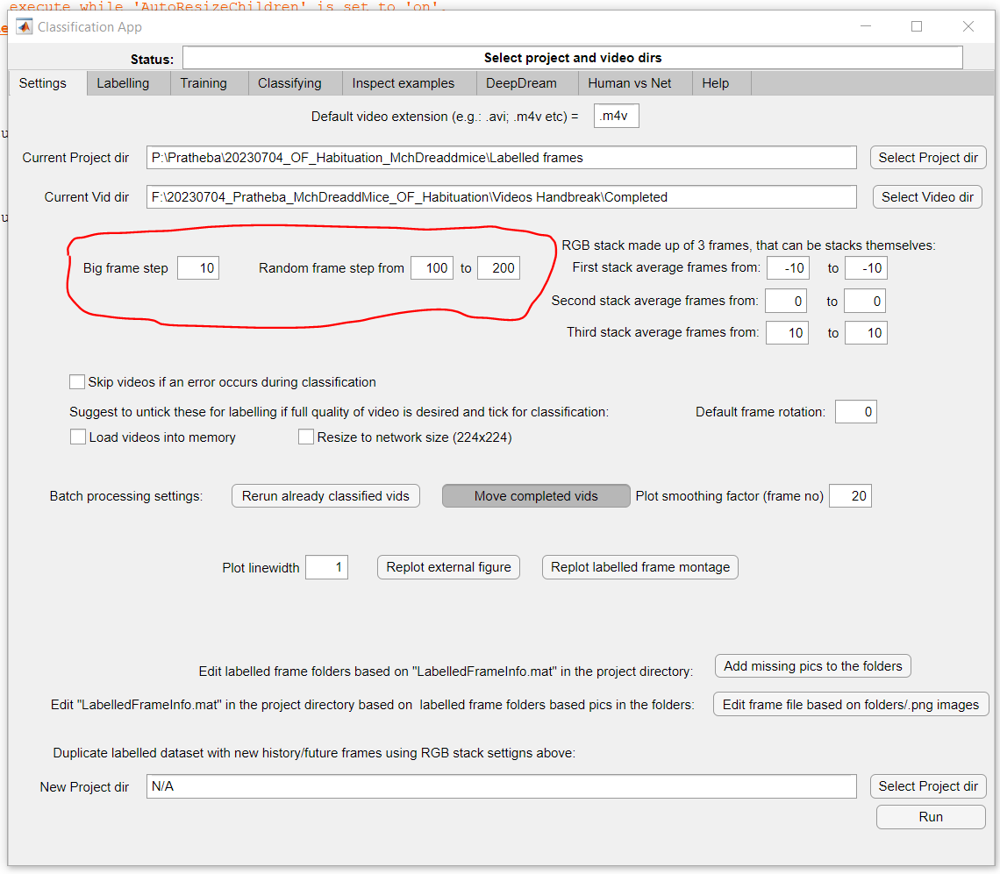 execute while 'AutoResizeChildren' is set to 'on'.
Classification App
Status: Select project and video dirs
Settings Labelling Training Classifying Inspect examples DeepDream Human vs Net Help
Default video extension (e.g.: .avi; .m4v etc) = .m4v
Current Project dir P:\Pratheba\20230704_OF_Habituation_MchDreaddmice\Labelled frames Select Project dir
Current Vid dir F:\20230704_Pratheba_MchDreaddMice_OF_Habituation\Videos Handbreak\Completed Select Video dir
RGB stack made up of 3 frames, that can be stacks themselves:
Big frame step 10 Random frame step from 100 to 200 First stack average frames from: -10 to -10
Second stack average frames from: 0 to 0
Third stack average frames from: 10 to 10
Skip videos if an error occurs during classification
Suggest to untick these for labelling if full quality of video is desired and tick for classification: Default frame rotation: 0
Load videos into memory Resize to network size (224x224)
Batch processing settings: Rerun already classified vids Move completed vids Plot smoothing factor (frame no) 20
Plot linewidth 1 Replot external figure Replot labelled frame montage
Edit labelled frame folders based on "LabelledFrameInfo.mat" in the project directory: Add missing pics to the folders
Edit "LabelledFrameInfo.mat" in the project directory based on labelled frame folders based pics in the folders: Edit frame file based on folders/.png images
Duplicate labelled dataset with new history/future frames using RGB stack settigns above:
New Project dir N/A Select Project dir
Run